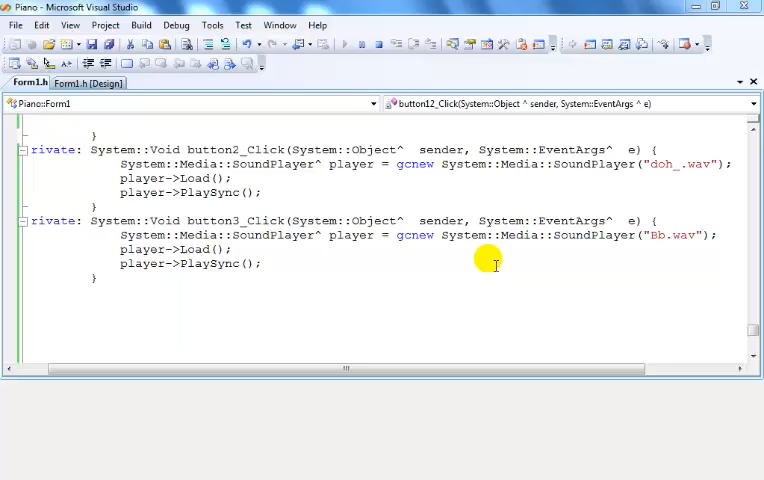 Piano - Microsoft Visual Studio
File Edit View Project Build Debug Tools Test Window Help
Form1.h Form1.h [Design]
Piano::Form1 button12_Click(System::Object ^ sender, System::EventArgs ^ e)
}
rivate: System::Void button2_Click(System::Object^ sender, System::EventArgs^ e) {
System::Media::SoundPlayer^ player = gcnew System::Media::SoundPlayer("doh_.wav");
player->Load();
player->PlaySync();
}
rivate: System::Void button3_Click(System::Object^ sender, System::EventArgs^ e) {
System::Media::SoundPlayer^ player = gcnew System::Media::SoundPlayer("Bb.wav");
player->Load();
player->PlaySync();
}